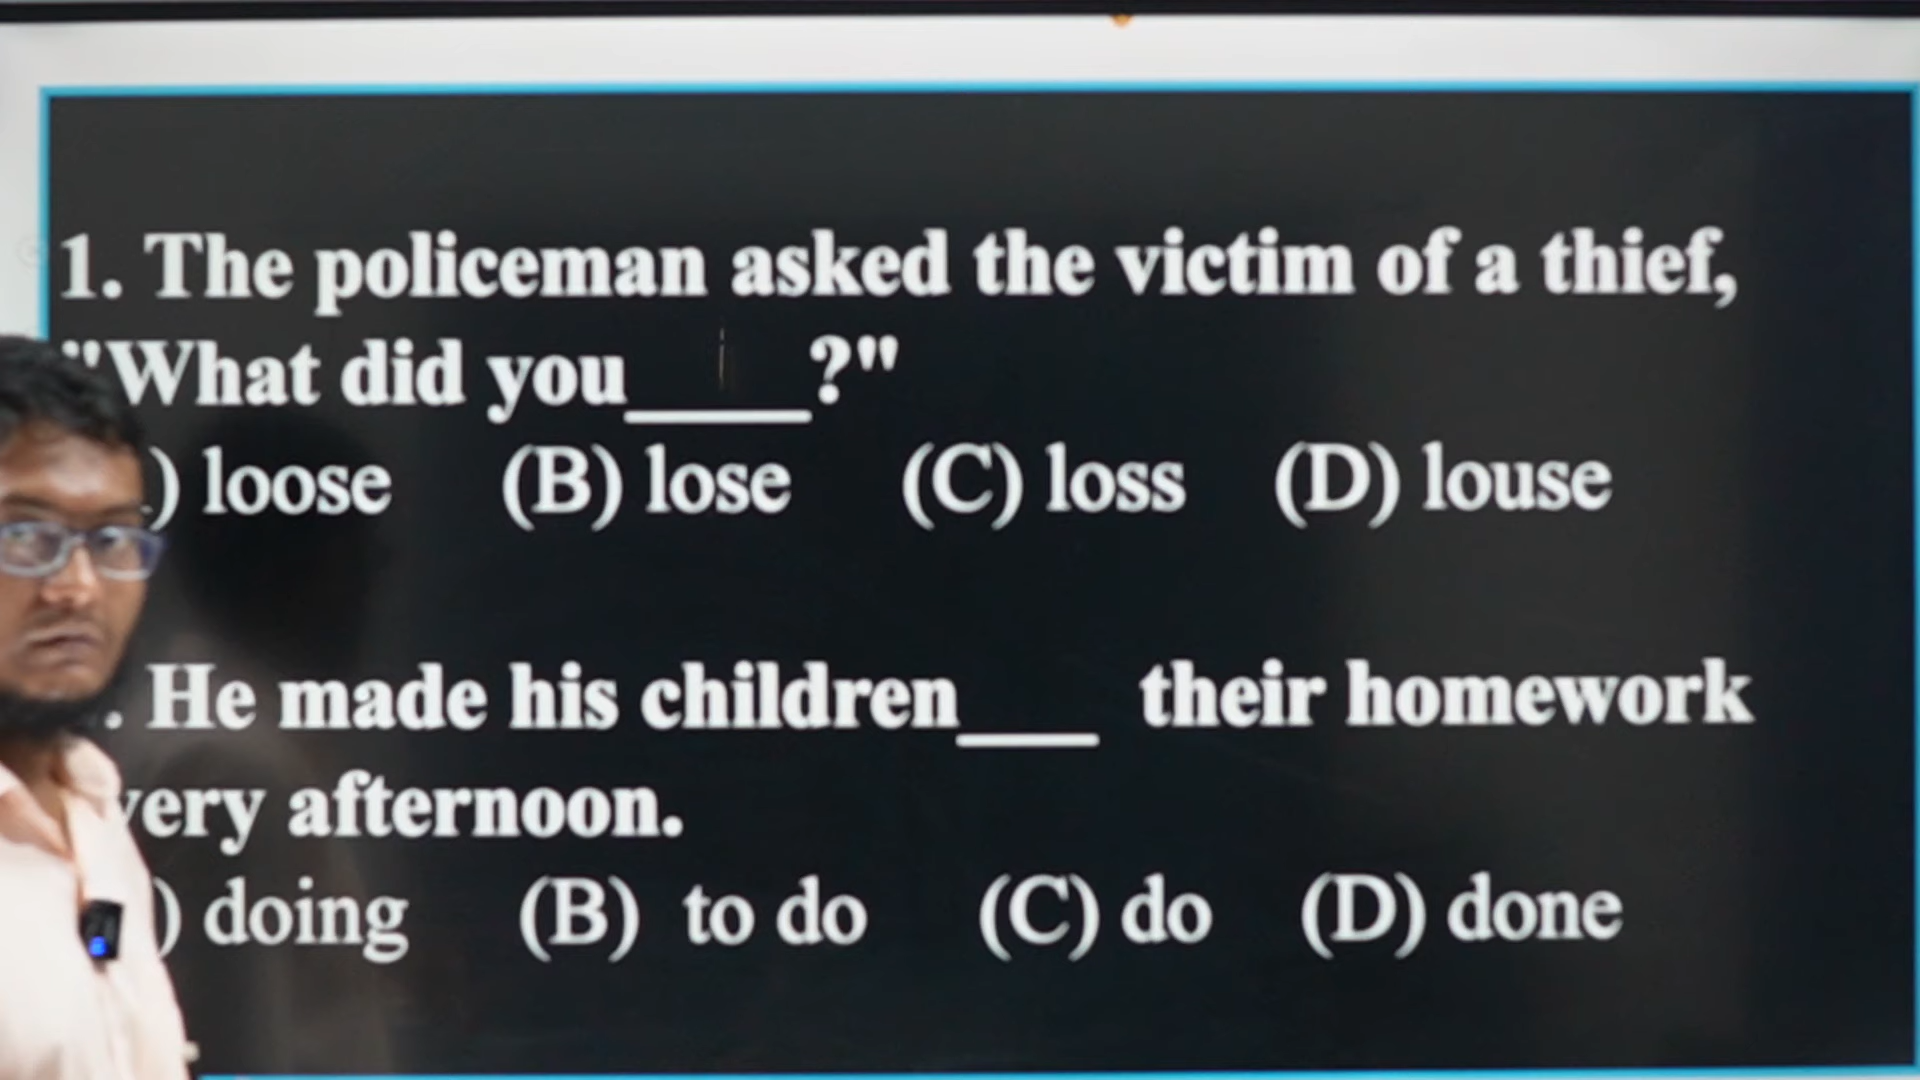 1. The policeman asked the victim of a thief,
"What did you____?"
) loose (B) lose (C) loss (D) louse
. He made his children___ their homework
very afternoon.
) doing (B) to do (C) do (D) done